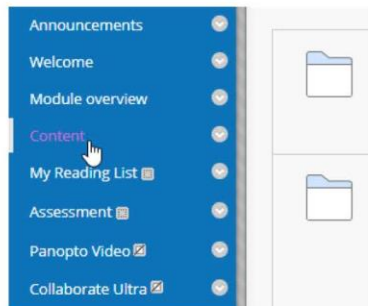 Announcements
Welcome
Module overview
Content
My Reading List
Assessment
Panopto Video
Collaborate Ultra